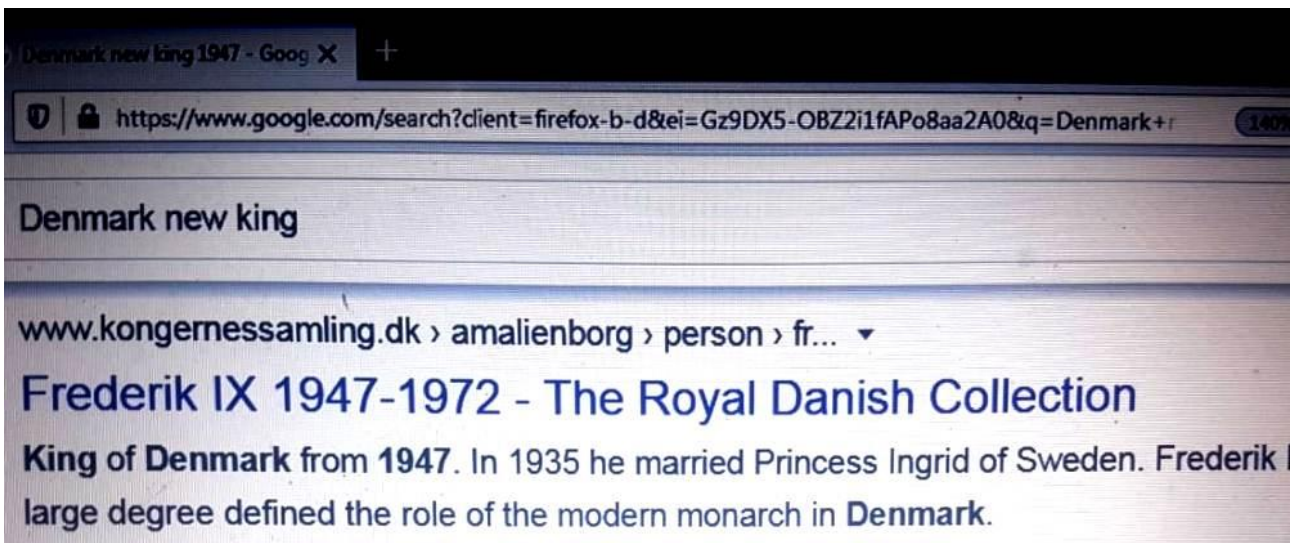 Denmark new king 1947 - Goog
https://www.google.com/search?client=firefox-b-d&ei=Gz9DX5-OBZ2i1fAPo8aa2A0&q=Denmark+r 140%
Denmark new king
www.kongernessamling.dk › amalienborg › person › fr...
Frederik IX 1947-1972 - The Royal Danish Collection
King of Denmark from 1947. In 1935 he married Princess Ingrid of Sweden. Frederik
large degree defined the role of the modern monarch in Denmark.